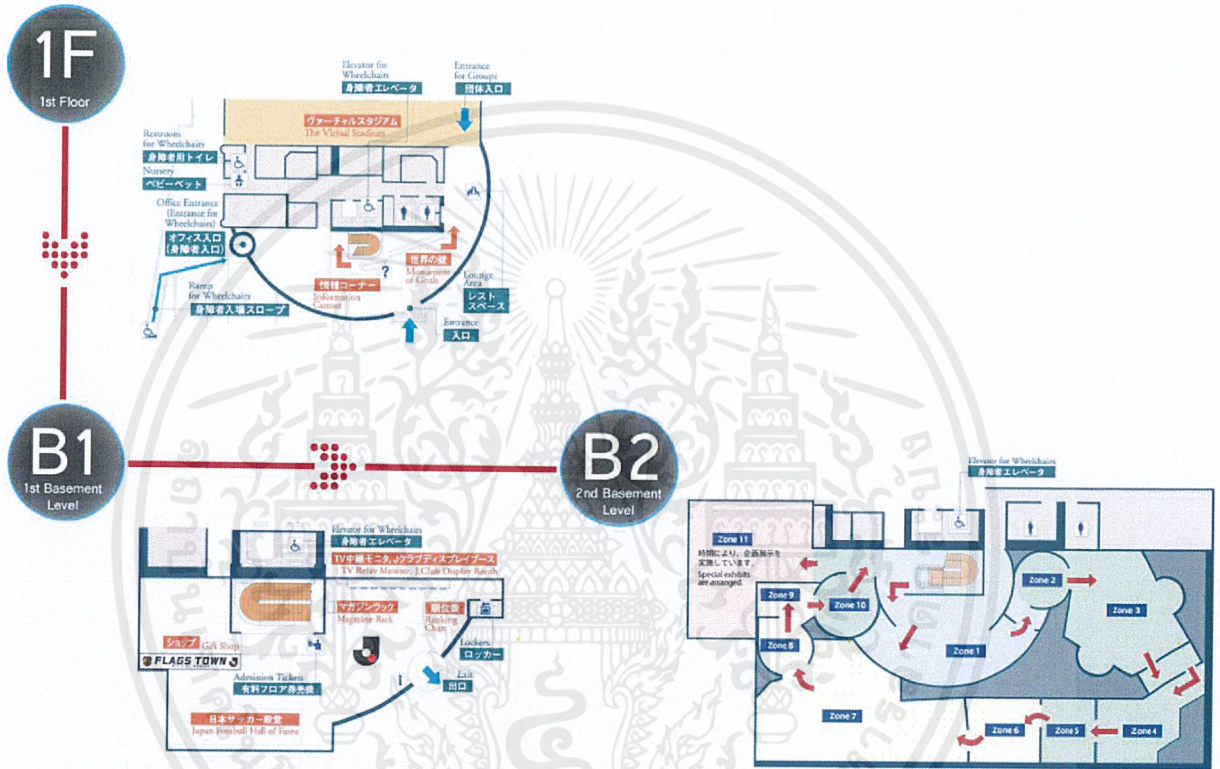 1F
1st Floor
Elevator for
Wheelchairs
身障者エレベータ
Entrance
for Groups
団体入口
ヴァーチャルスタジアム
The Virtual Stadium
Restroom
for Wheelchairs
身障者用トイレ
Nursery
ベビーベット
Office Entrance
(Entrance for
Wheelchairs)
オフィス入口
(身障者入口)
世界の壁
Monument
of Goals
?
情報コーナー
Information
Corner
Lounge
Area
レスト
スペース
Ramp
for Wheelchairs
身障者入場スロープ
Entrance
入口
B1
1st Basement
Level
B2
2nd Basement
Level
Elevator for Wheelchairs
身障者エレベータ
TV中継モニタ,Jクラブディスプレイブース
TV Relay Monitor, J.Club Display Booth
マガジンラック
Magazine Rack
順位表
Ranking
Chart
ショップ Gift Shop
FLAGS TOWN
Lockers
ロッカー
Admission Tickets
有料フロア券売機
Exit
出口
日本サッカー殿堂
Japan Football Hall of Fame
Elevator for Wheelchairs
身障者エレベータ
Zone 11
時期により、企画展示を
実施しています。
Special exhibits
are arranged.
Zone 2
Zone 9
Zone 10
Zone 3
Zone 8
Zone 1
Zone 7
Zone 6
Zone 5
Zone 4